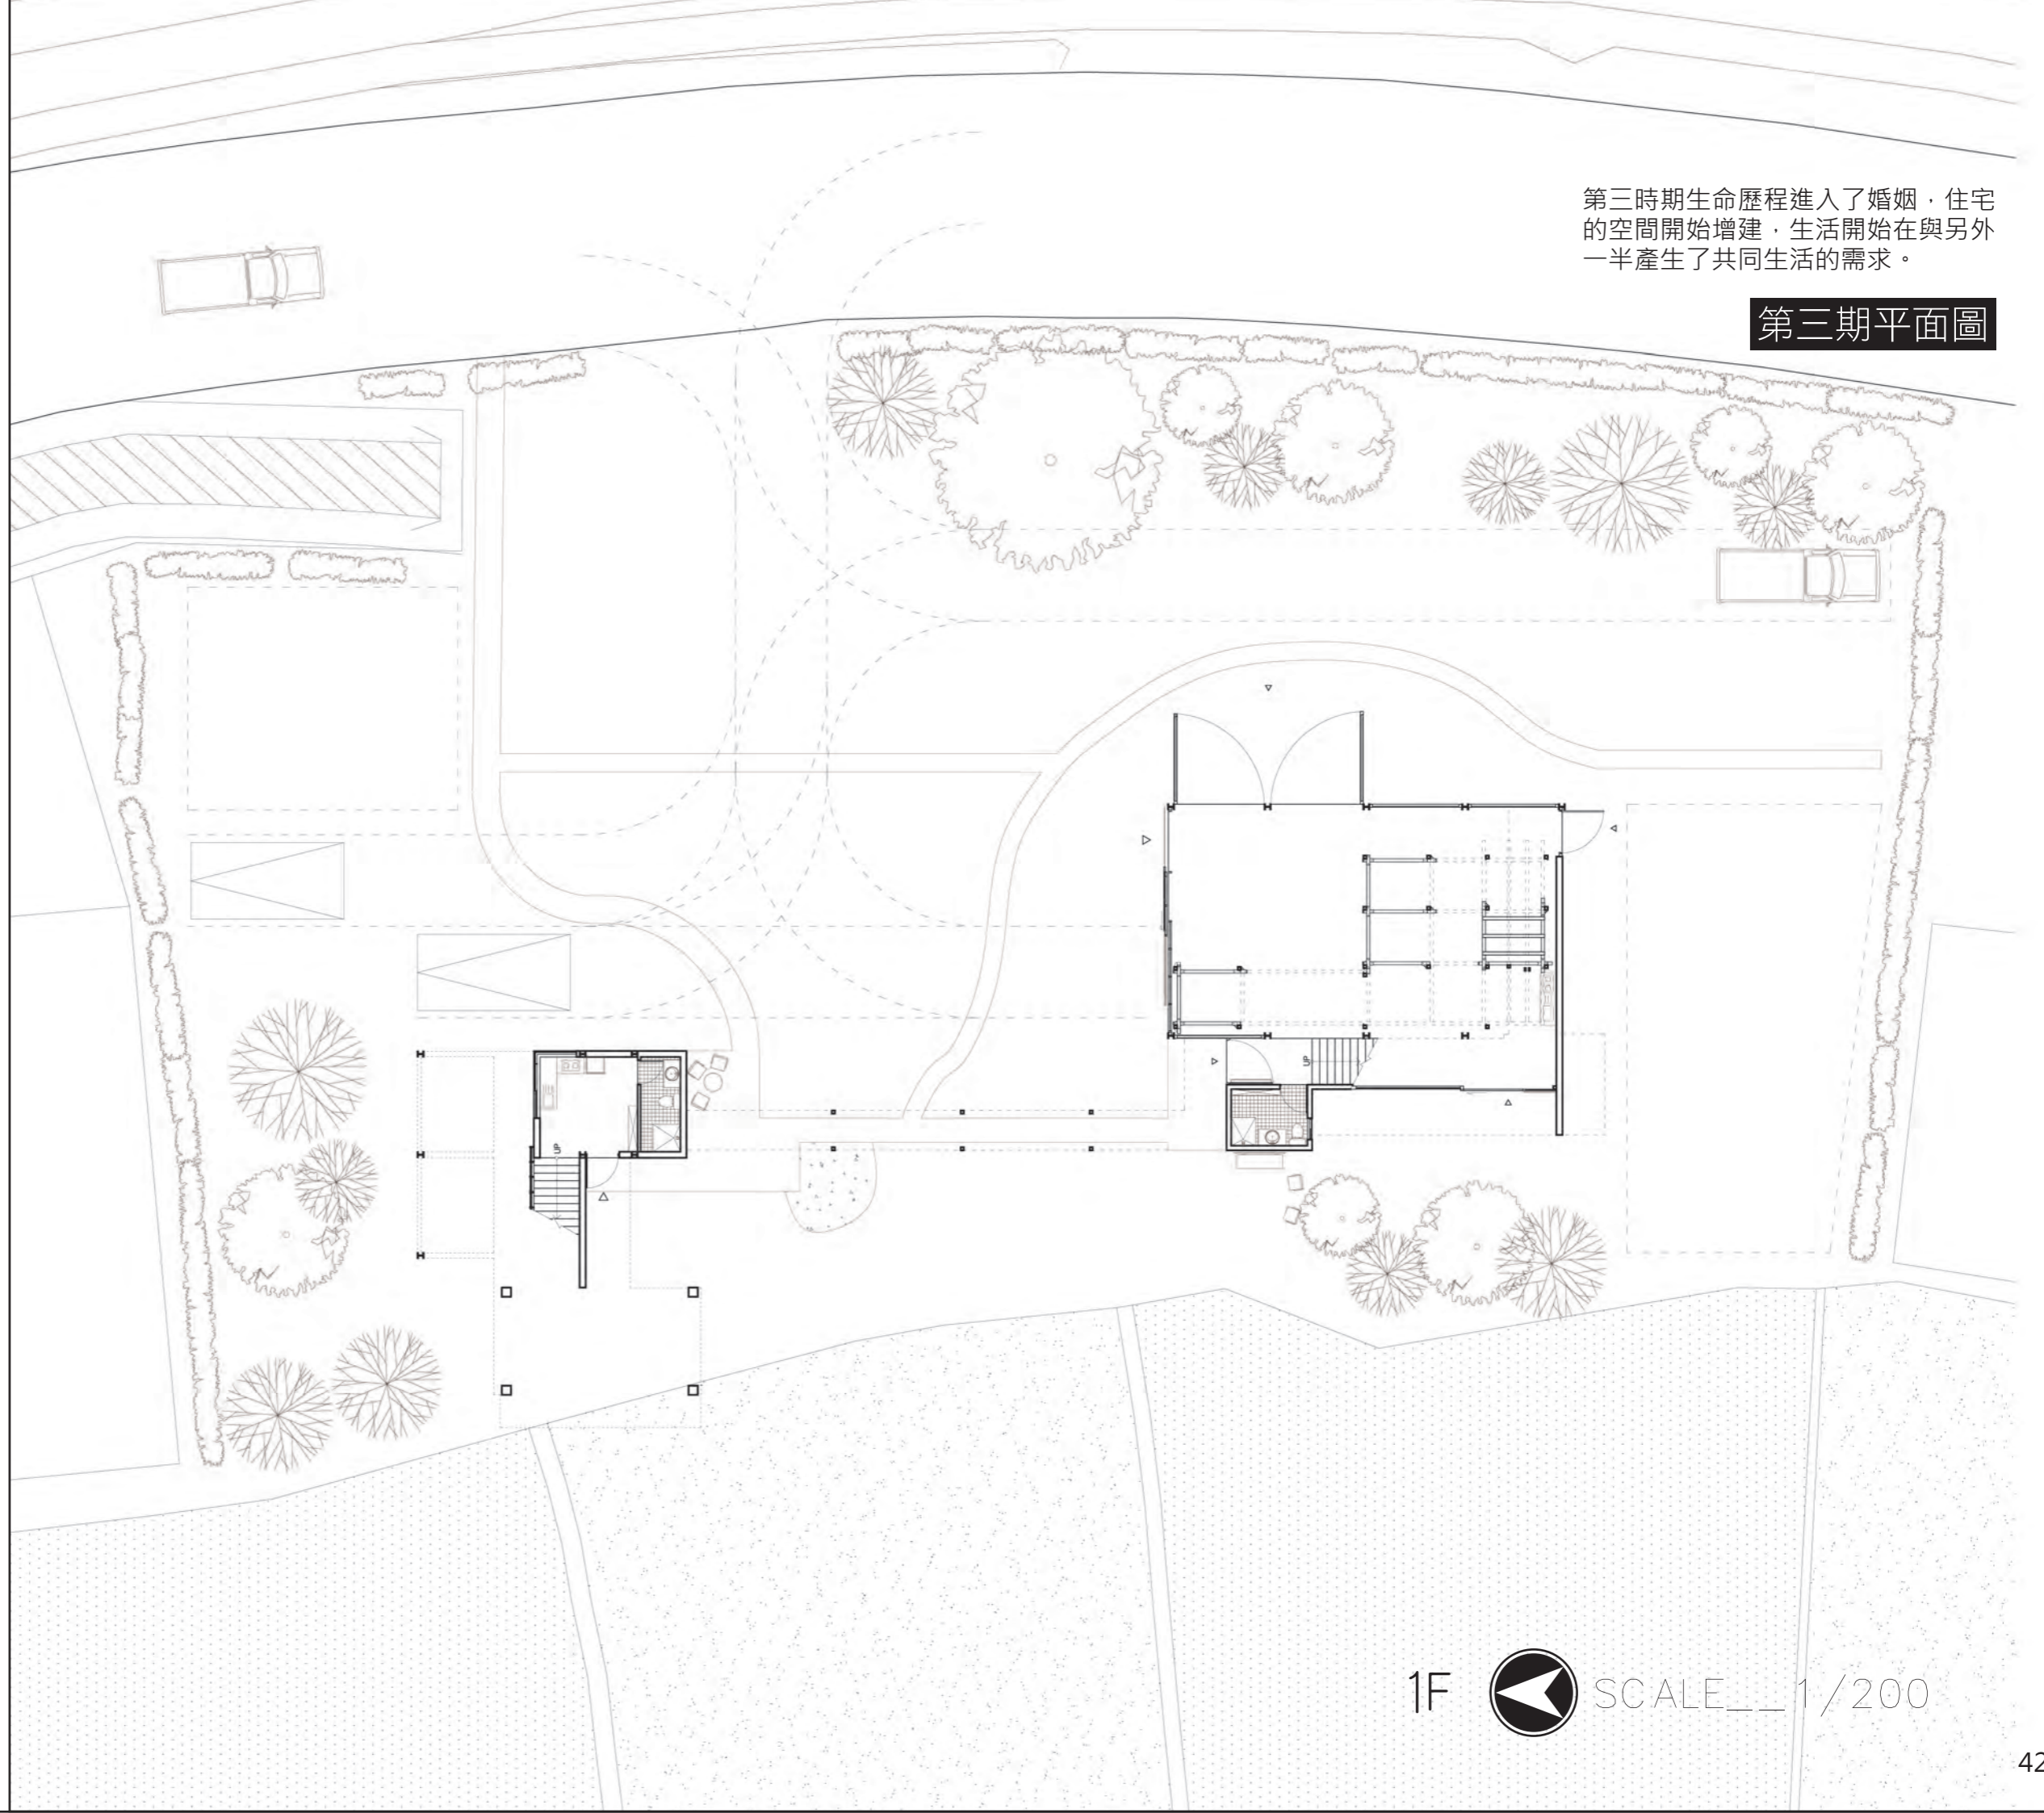 第三時期生命歷程進入了婚姻，住宅
的空間開始增建，生活開始在與另外
一半產生了共同生活的需求。
第三期平面圖
UP
UP
1F SCALE__1/200
42